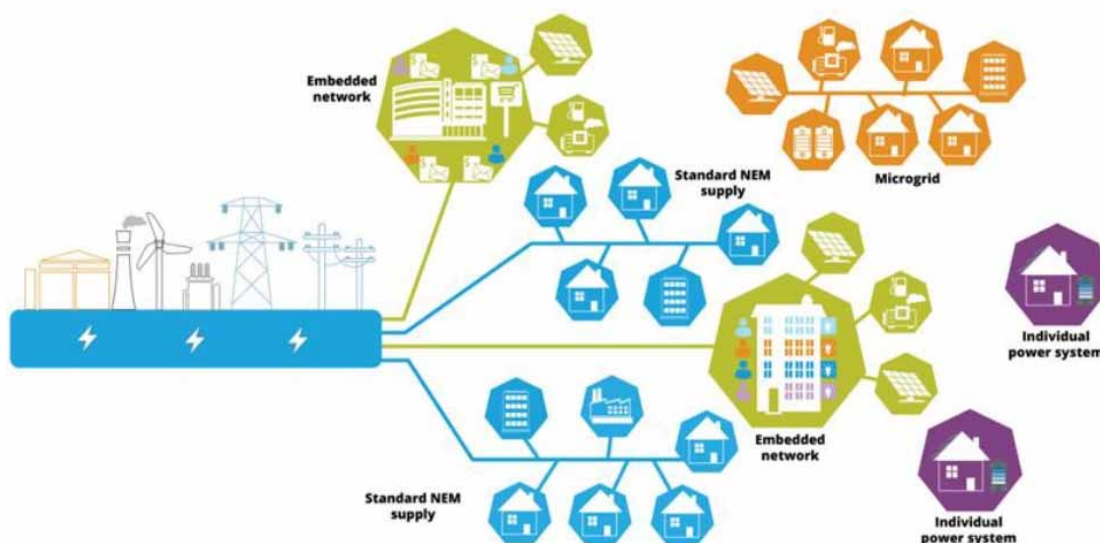 Embedded
network
Standard NEM
supply
Microgrid
Individual
power system
Embedded
network
Standard NEM
supply
Individual
power system